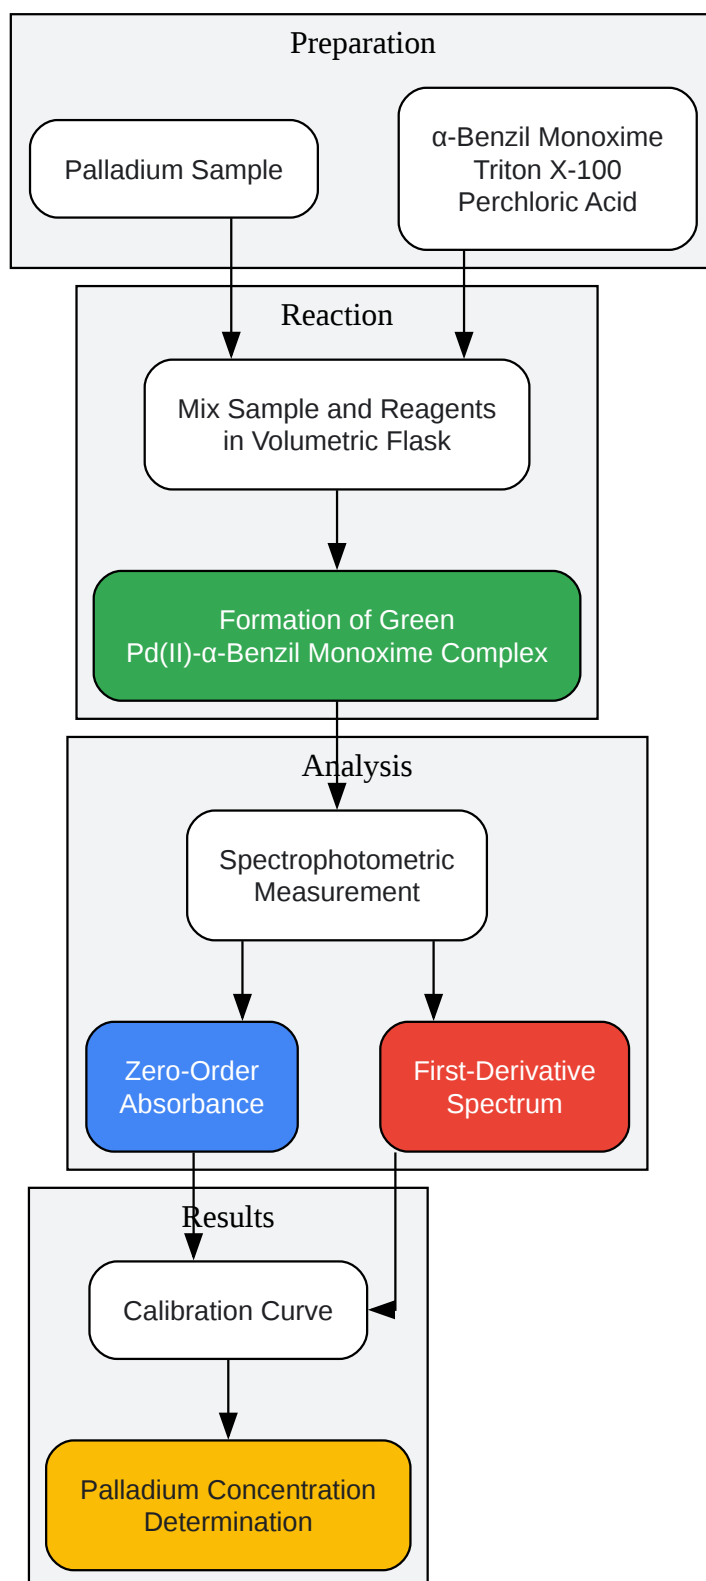 Preparation
Palladium Sample
α-Benzil Monoxime
Triton X-100
Perchloric Acid
Reaction
Mix Sample and Reagents
in Volumetric Flask
Formation of Green
Pd(II)-α-Benzil Monoxime Complex
Analysis
Spectrophotometric
Measurement
Zero-Order
Absorbance
First-Derivative
Spectrum
Results
Calibration Curve
Palladium Concentration
Determination